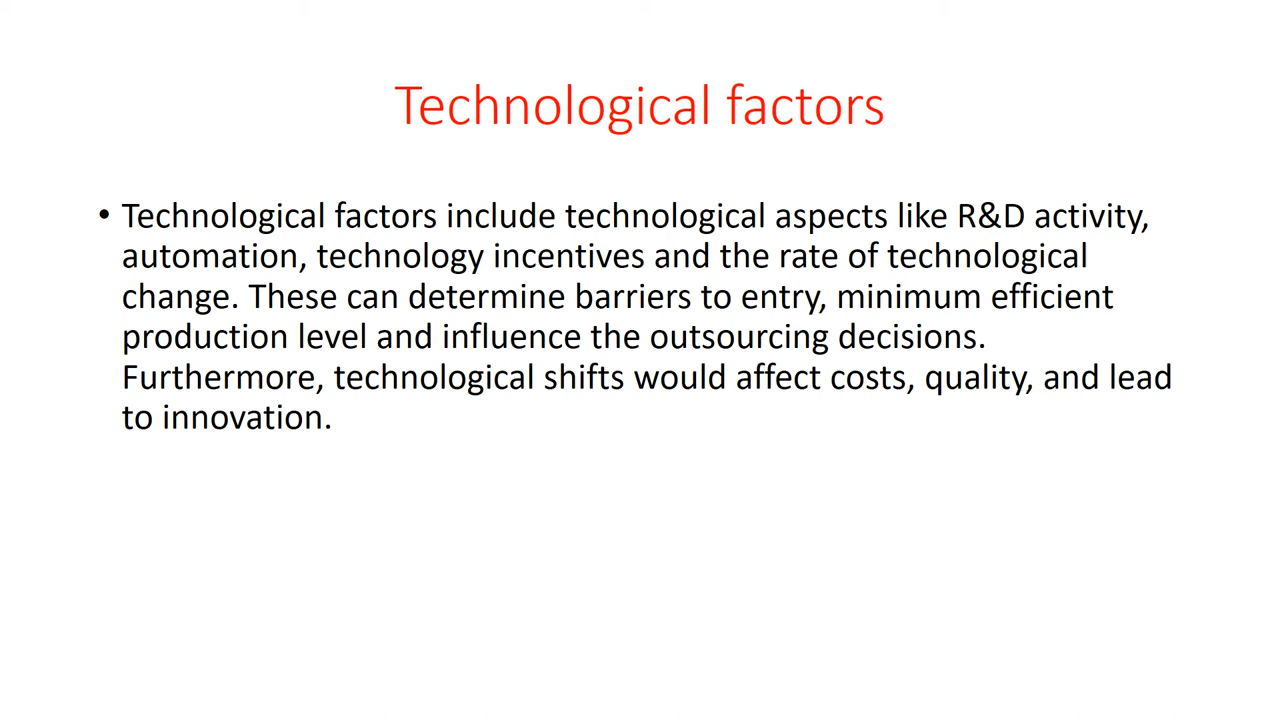 Technological factors
• Technological factors include technological aspects like R&D activity,
automation, technology incentives and the rate of technological
change. These can determine barriers to entry, minimum efficient
production level and influence the outsourcing decisions.
Furthermore, technological shifts would affect costs, quality, and lead
to innovation.